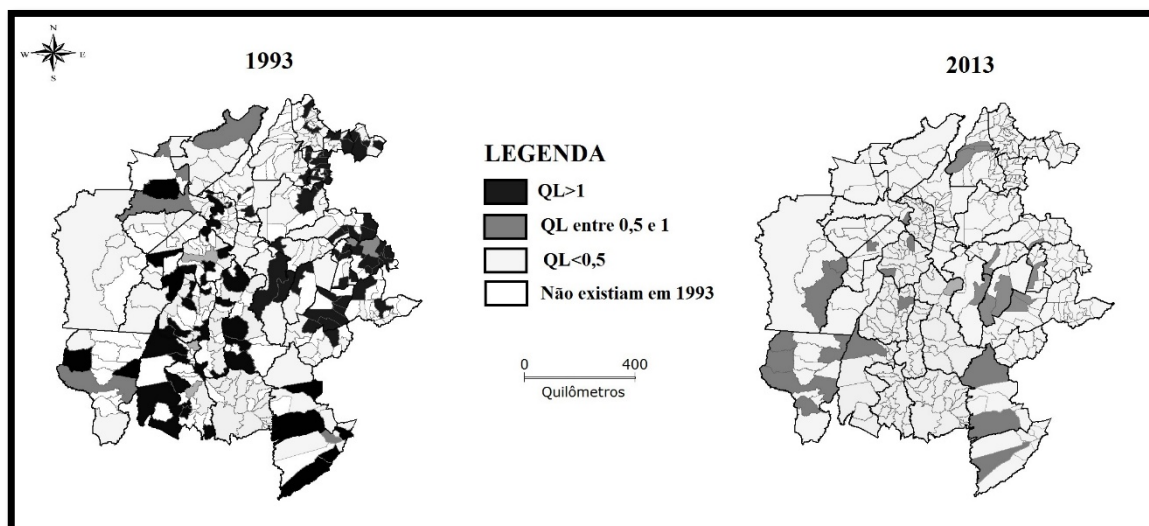 N
W E
S
1993
2013
LEGENDA
QL>1
QL entre 0,5 e 1
QL<0,5
Não existiam em 1993
0 400
Quilômetros